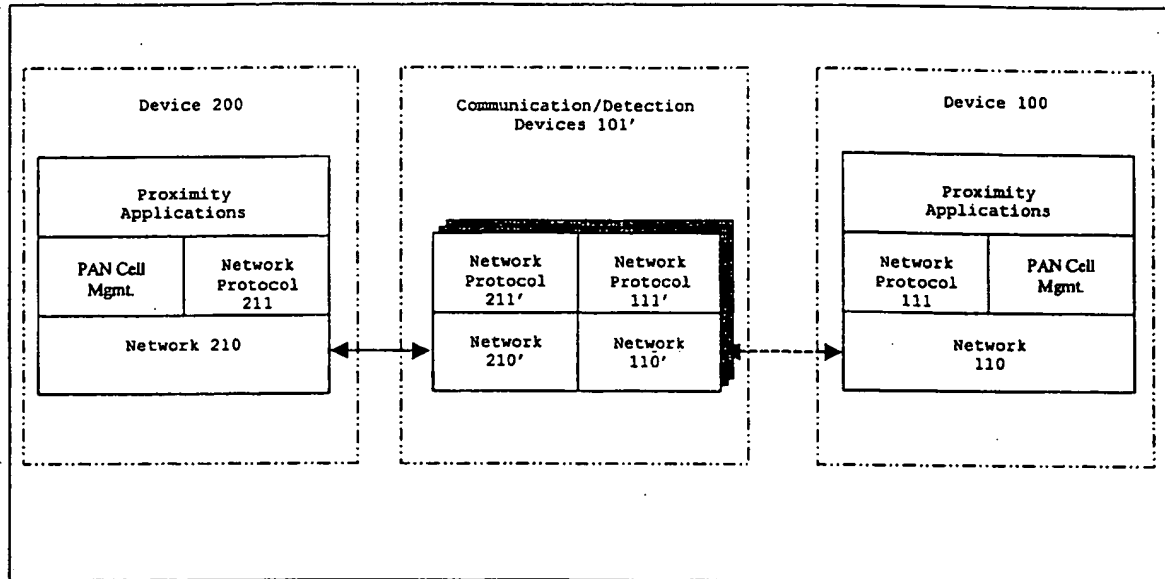 Device 200
Proximity
Applications
PAN Cell
Mgmt.
Network
Protocol
211
Network 210
Communication/Detection
Devices 101'
Network
Protocol
211'
Network
Protocol
111'
Network
210'
Network
110'
Device 100
Proximity
Applications
Network
Protocol
111
PAN Cell
Mgmt.
Network
110